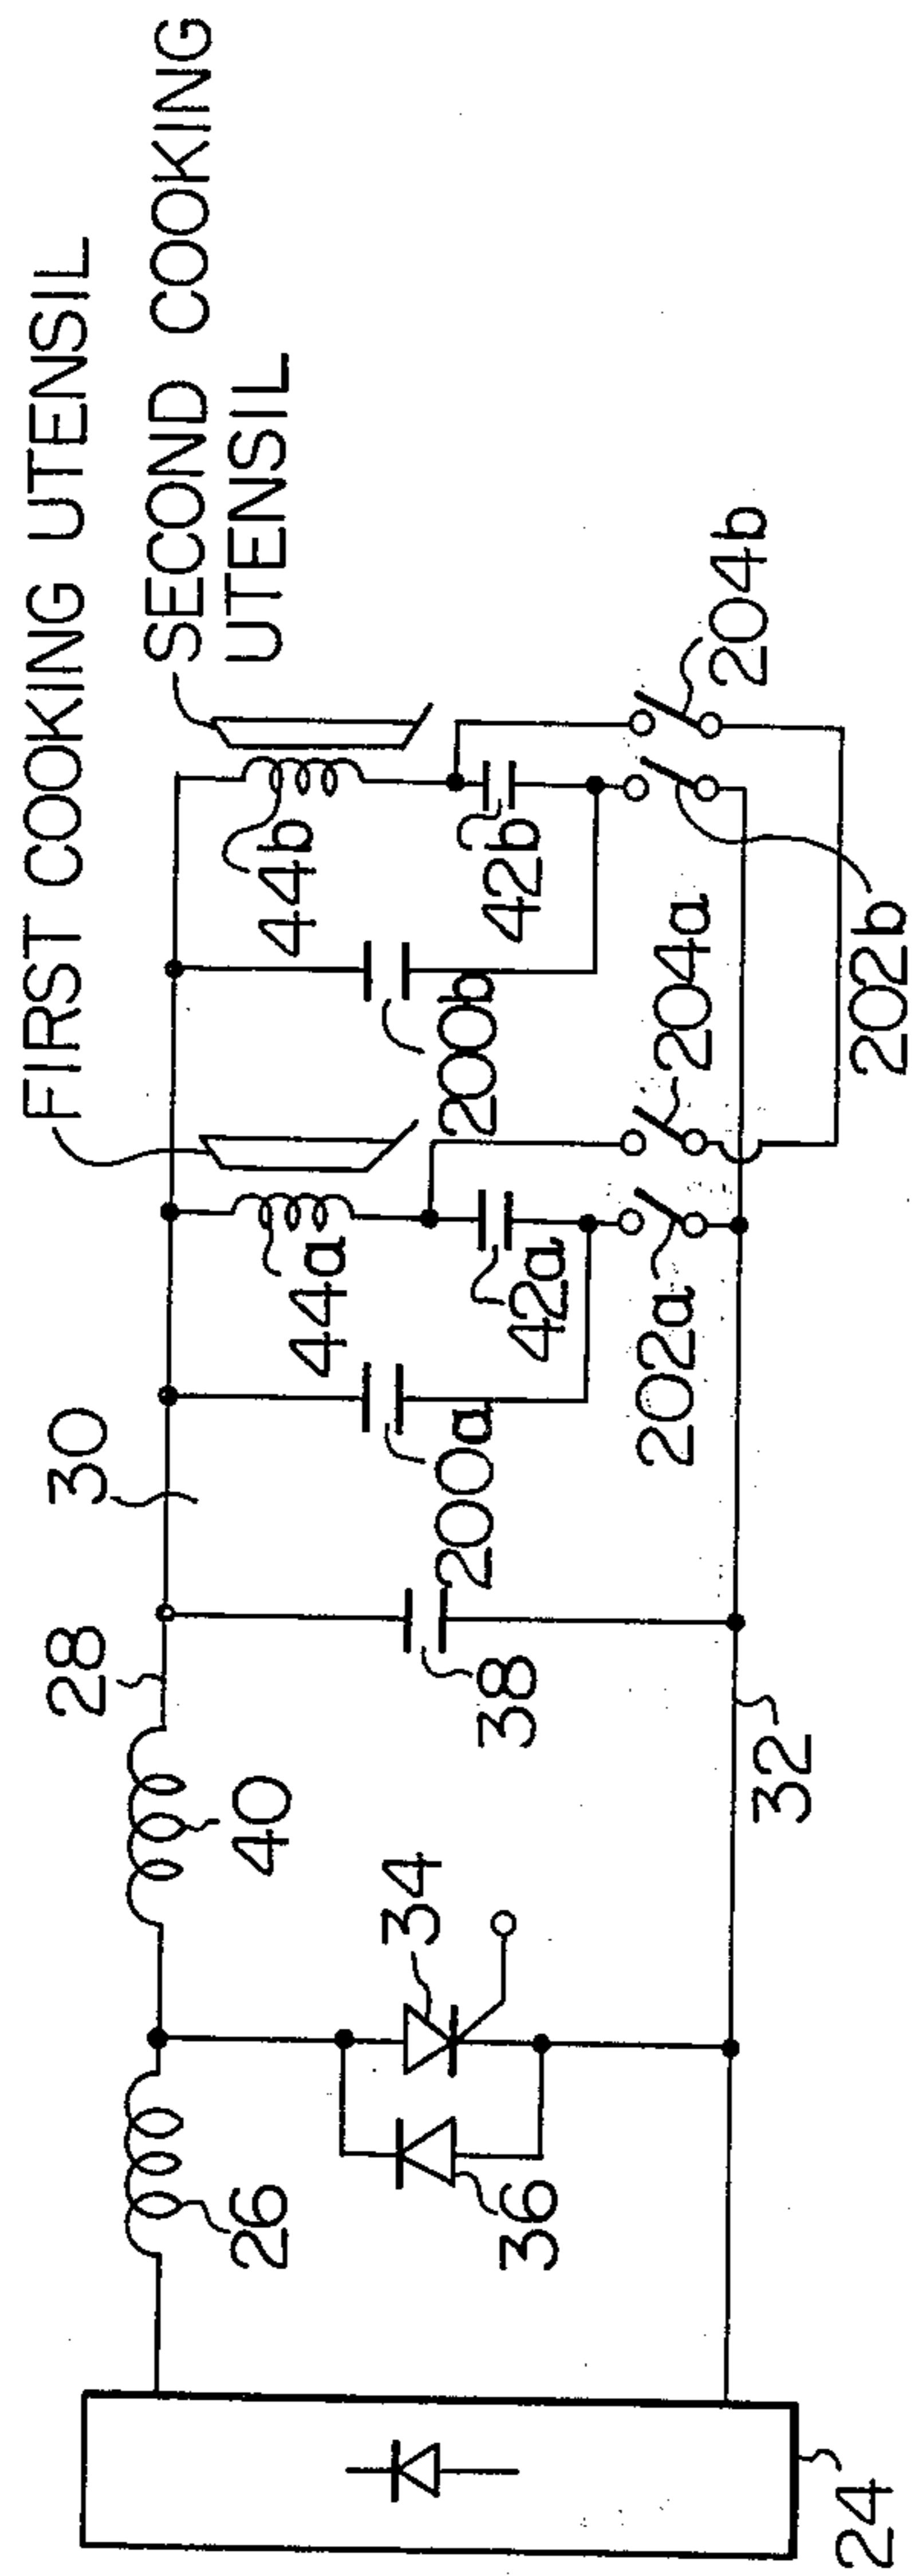 FIRST COOKING UTENSIL
SECOND COOKING
UTENSIL
28
30
26
40
34
36
38
200a
44a
42a
200b
44b
42b
24
32
202a
204a
202b
204b